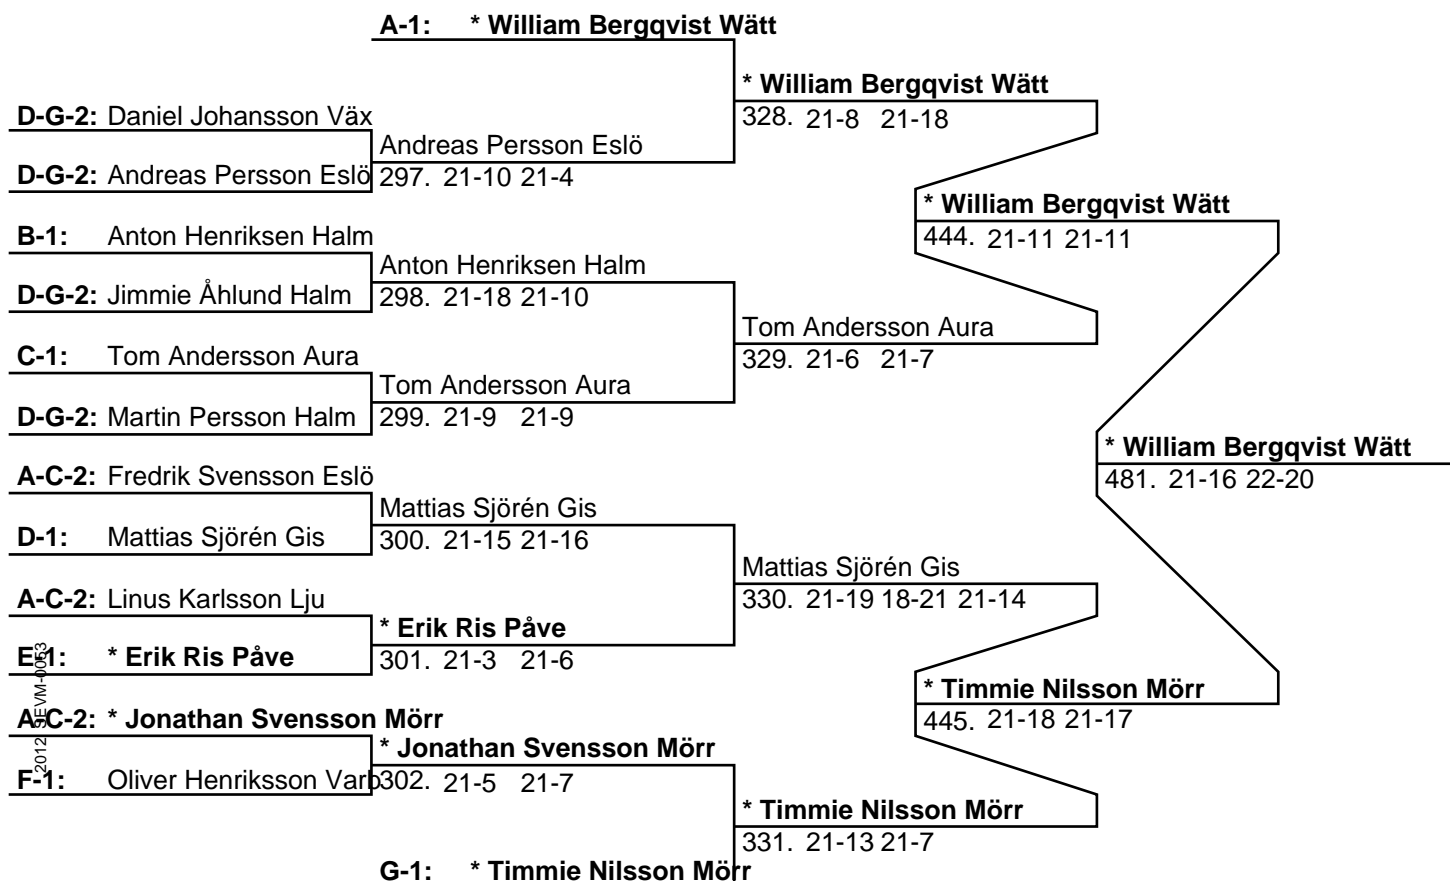 A-1: * William Bergqvist Wätt
* William Bergqvist Wätt
328. 21-8 21-18
D-G-2: Daniel Johansson Väx
Andreas Persson Eslö
D-G-2: Andreas Persson Eslö
297. 21-10 21-4
* William Bergqvist Wätt
444. 21-11 21-11
B-1: Anton Henriksen Halm
Anton Henriksen Halm
D-G-2: Jimmie Åhlund Halm
298. 21-18 21-10
Tom Andersson Aura
329. 21-6 21-7
C-1: Tom Andersson Aura
Tom Andersson Aura
D-G-2: Martin Persson Halm
299. 21-9 21-9
* William Bergqvist Wätt
481. 21-16 22-20
A-C-2: Fredrik Svensson Eslö
Mattias Sjörén Gis
D-1: Mattias Sjörén Gis
300. 21-15 21-16
Mattias Sjörén Gis
330. 21-19 18-21 21-14
A-C-2: Linus Karlsson Lju
* Erik Ris Påve
E-1: * Erik Ris Påve
301. 21-3 21-6
* Timmie Nilsson Mörr
445. 21-18 21-17
A-C-2: * Jonathan Svensson Mörr
* Jonathan Svensson Mörr
F-1: Oliver Henriksson Varb
302. 21-5 21-7
* Timmie Nilsson Mörr
331. 21-13 21-7
G-1: * Timmie Nilsson Mörr